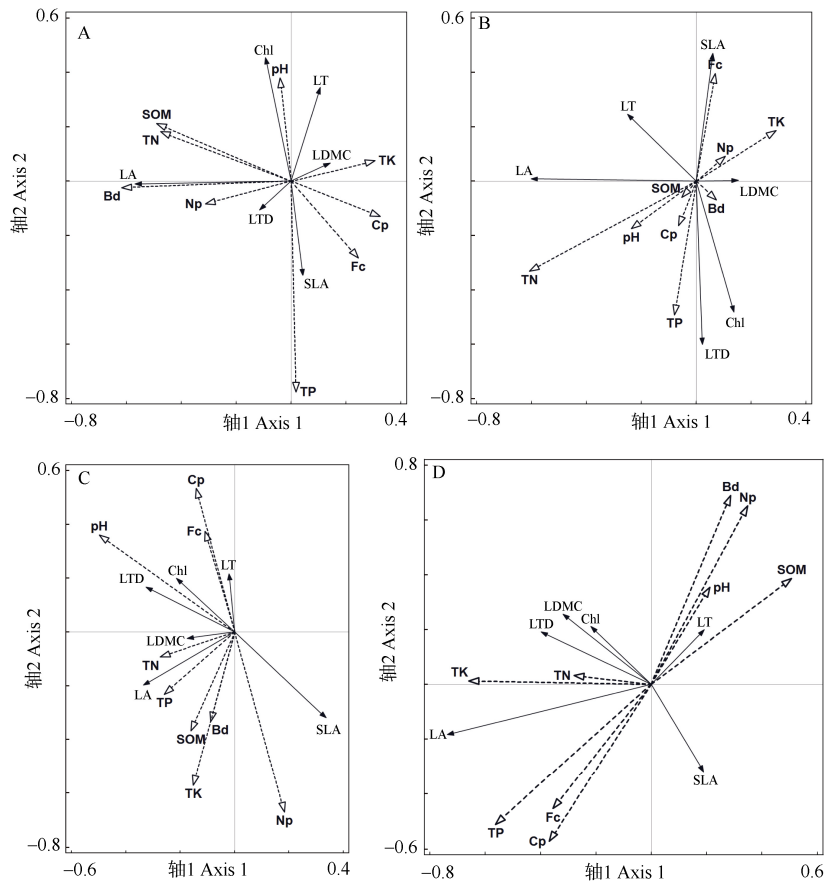 A
0.6
Chl
pH
LT
SOM
TN
LDMC
TK
LA
Bd
Np
LTD
Cp
Fc
SLA
TP
轴2 Axis 2
−0.8
−0.8
轴1 Axis 1
0.4
B
0.6
SLA
Fc
LT
TK
Np
LA
SOM
LDMC
Bd
pH
Cp
TN
TP
Chl
LTD
轴2 Axis 2
−0.8
−0.8
轴1 Axis 1
0.4
C
0.6
Cp
pH
Fc
Chl
LT
LTD
LDMC
TN
LA
TP
SOM
Bd
SLA
TK
Np
轴2 Axis 2
−0.8
−0.6
轴1 Axis 1
0.4
D
0.8
Bd
Np
SOM
pH
LDMC
Chl
LT
LTD
TK
TN
LA
SLA
Fc
TP
Cp
轴2 Axis 2
−0.6
−0.8
轴1 Axis 1
0.6